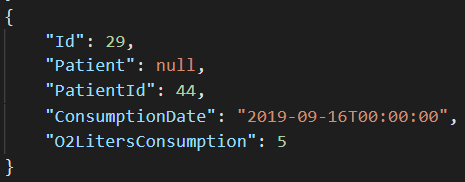 {
"Id": 29,
"Patient": null,
"PatientId": 44,
"ConsumptionDate": "2019-09-16T00:00:00",
"O2LitersConsumption": 5
}